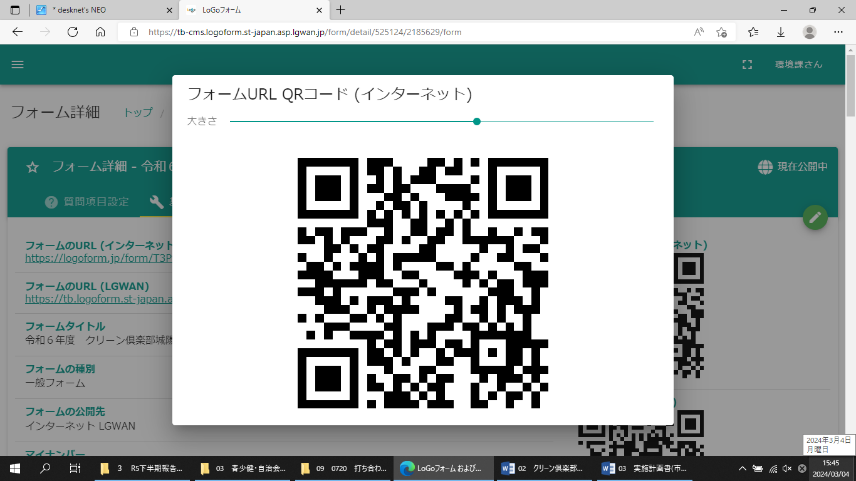 * desknet's NEO
LoGoフォーム
https://tb-cms.logoform.st-japan.asp.lgwan.jp/form/detail/525124/2185629/form
環境課さん
フォーム詳細
トップ /
フォーム詳細 - 令和6
現在公開中
質問項目設定
フォームURL QRコード (インターネット)
大きさ
フォームのURL (インターネット
https://logoform.jp/form/T3P
フォームのURL (LGWAN)
https://tb.logoform.st-japan.a
フォームタイトル
令和6年度 クリーン倶楽部城
フォームの種別
一般フォーム
フォームの公開先
インターネット LGWAN
マイナンバー
ネット)
2024年3月4日
月曜日
3 R5下半期報告...
03 青少健・自治会...
09 0720 打ち合わ...
LoGoフォーム および...
02 クリーン倶楽部...
03 実施計画書(市...
15:45
2024/03/04